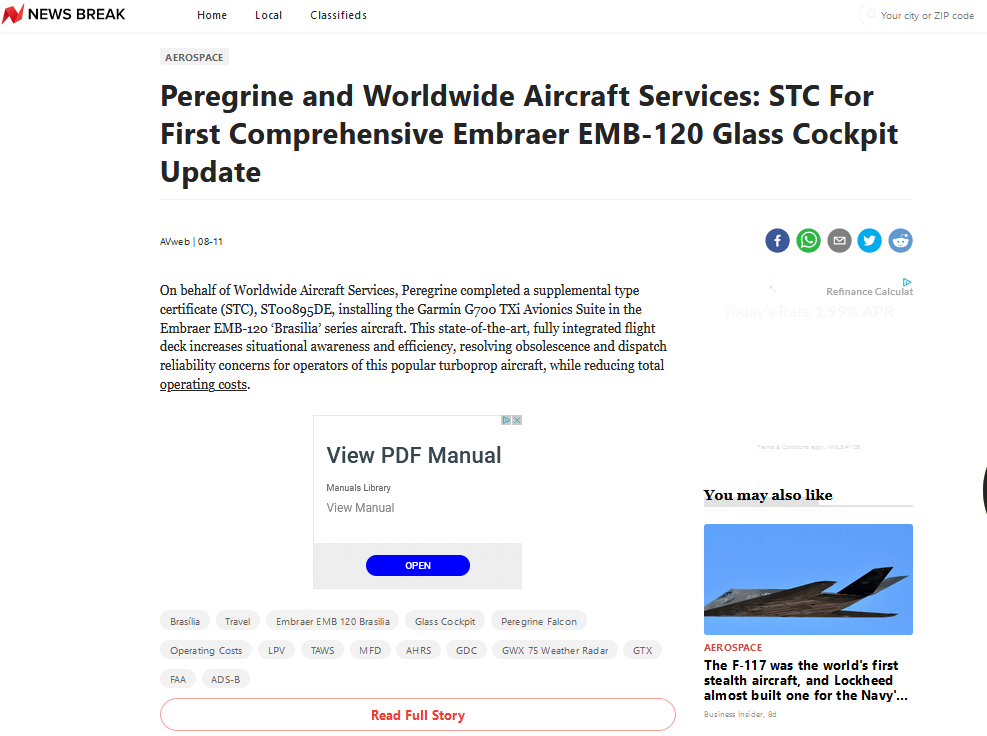 NEWS BREAK
Home Local Classifieds
Your city or ZIP code
AEROSPACE
Peregrine and Worldwide Aircraft Services: STC For
First Comprehensive Embraer EMB-120 Glass Cockpit
Update
AVweb | 08-11
On behalf of Worldwide Aircraft Services, Peregrine completed a supplemental type
certificate (STC), ST00895DE, installing the Garmin G700 TXi Avionics Suite in the
Embraer EMB-120 ‘Brasilia’ series aircraft. This state-of-the-art, fully integrated flight
deck increases situational awareness and efficiency, resolving obsolescence and dispatch
reliability concerns for operators of this popular turboprop aircraft, while reducing total
operating costs.
View PDF Manual
Manuals Library
View Manual
OPEN
Brasília Travel Embraer EMB 120 Brasilia Glass Cockpit Peregrine Falcon
Operating Costs LPV TAWS MFD AHRS GDC GWX 75 Weather Radar GTX
FAA ADS-B
Read Full Story
Refinance Calculat
Today's Rate 1.99% APR
Terms & Conditions apply.
You may also like
AEROSPACE
The F-117 was the world's first
stealth aircraft, and Lockheed
almost built one for the Navy'...
Business Insider, 8d